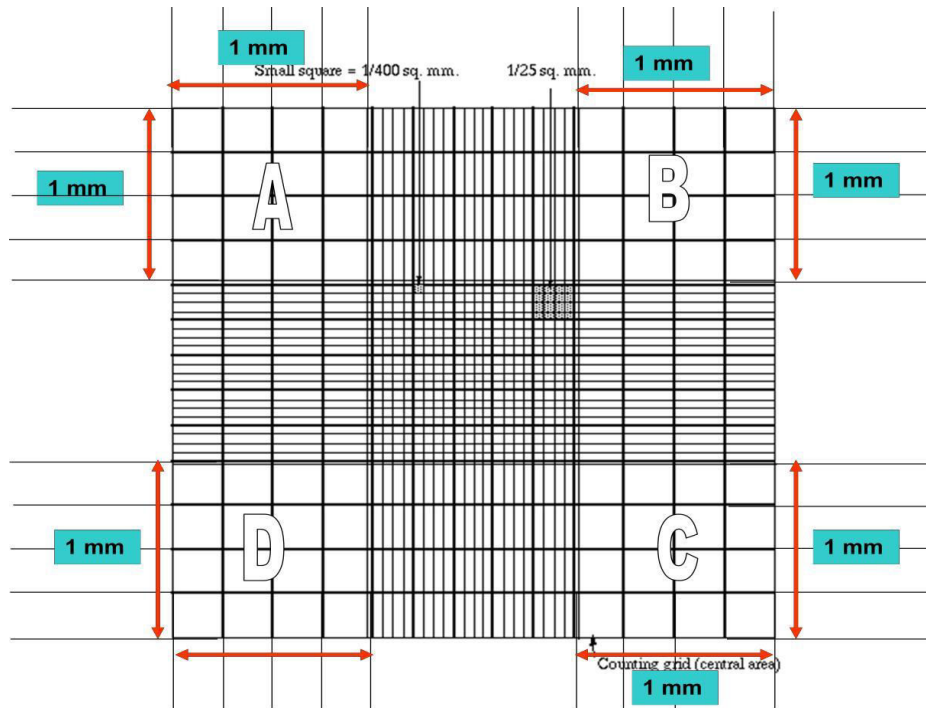 1 mm
1 mm
Small square = 1/400 sq. mm.
1/25 sq. mm.
1 mm
1 mm
A
B
D
C
1 mm
1 mm
Counting grid (central area)
1 mm